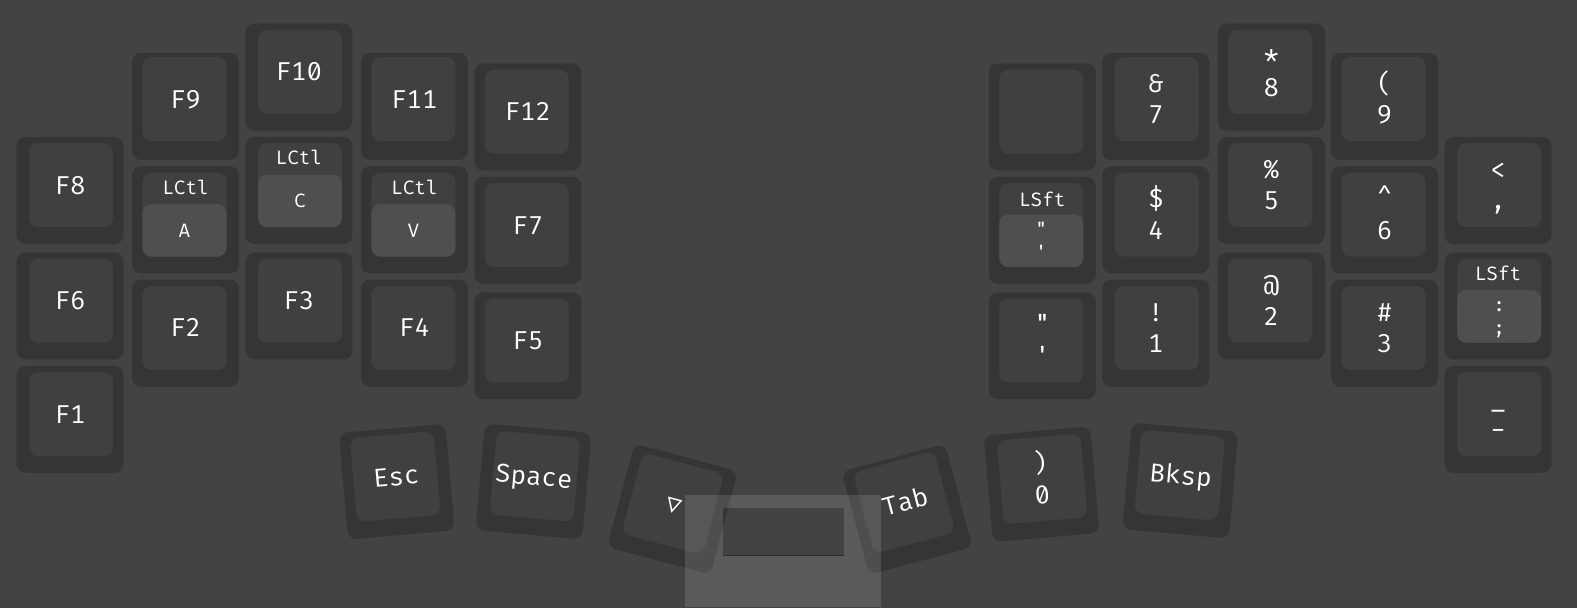 F8
F6
F1
F9
LCtl
A
F2
F10
LCtl
C
F3
F11
LCtl
V
F4
F12
F7
F5
Esc
Space
▽
Tab
)
0
Bksp
LSft
"
'
"
'
&
7
$
4
!
1
*
8
%
5
@
2
(
9
^
6
#
3
<
,
LSft
:
;
_
-